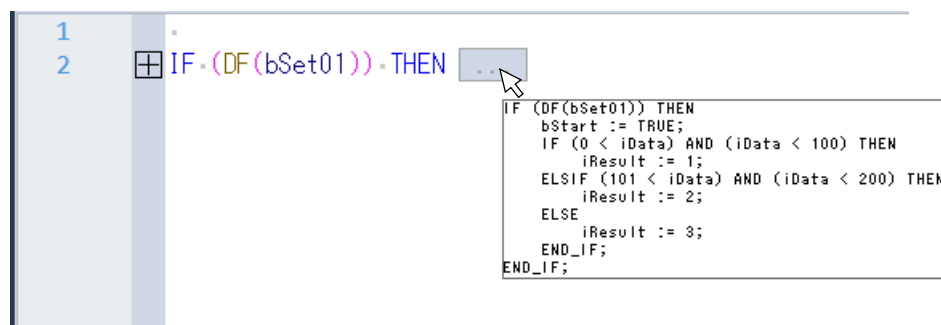 1
2 IF (DF(bSet01)) THEN ...
IF (DF(bSet01)) THEN
bStart := TRUE;
IF (0 < iData) AND (iData < 100) THEN
iResult := 1;
ELSIF (101 < iData) AND (iData < 200) THEN
iResult := 2;
ELSE
iResult := 3;
END_IF;
END_IF;